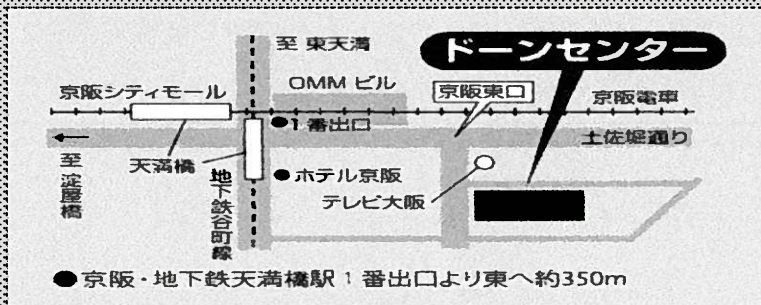 至 東天満
ドーンセンター
OMM ビル
京阪シティモール
京阪東口
京阪電車
1番出口
土佐堀通り
天満橋
至淀屋橋
地下鉄谷町線
ホテル京阪
テレビ大阪
●京阪・地下鉄天満橋駅1番出口より東へ約350m